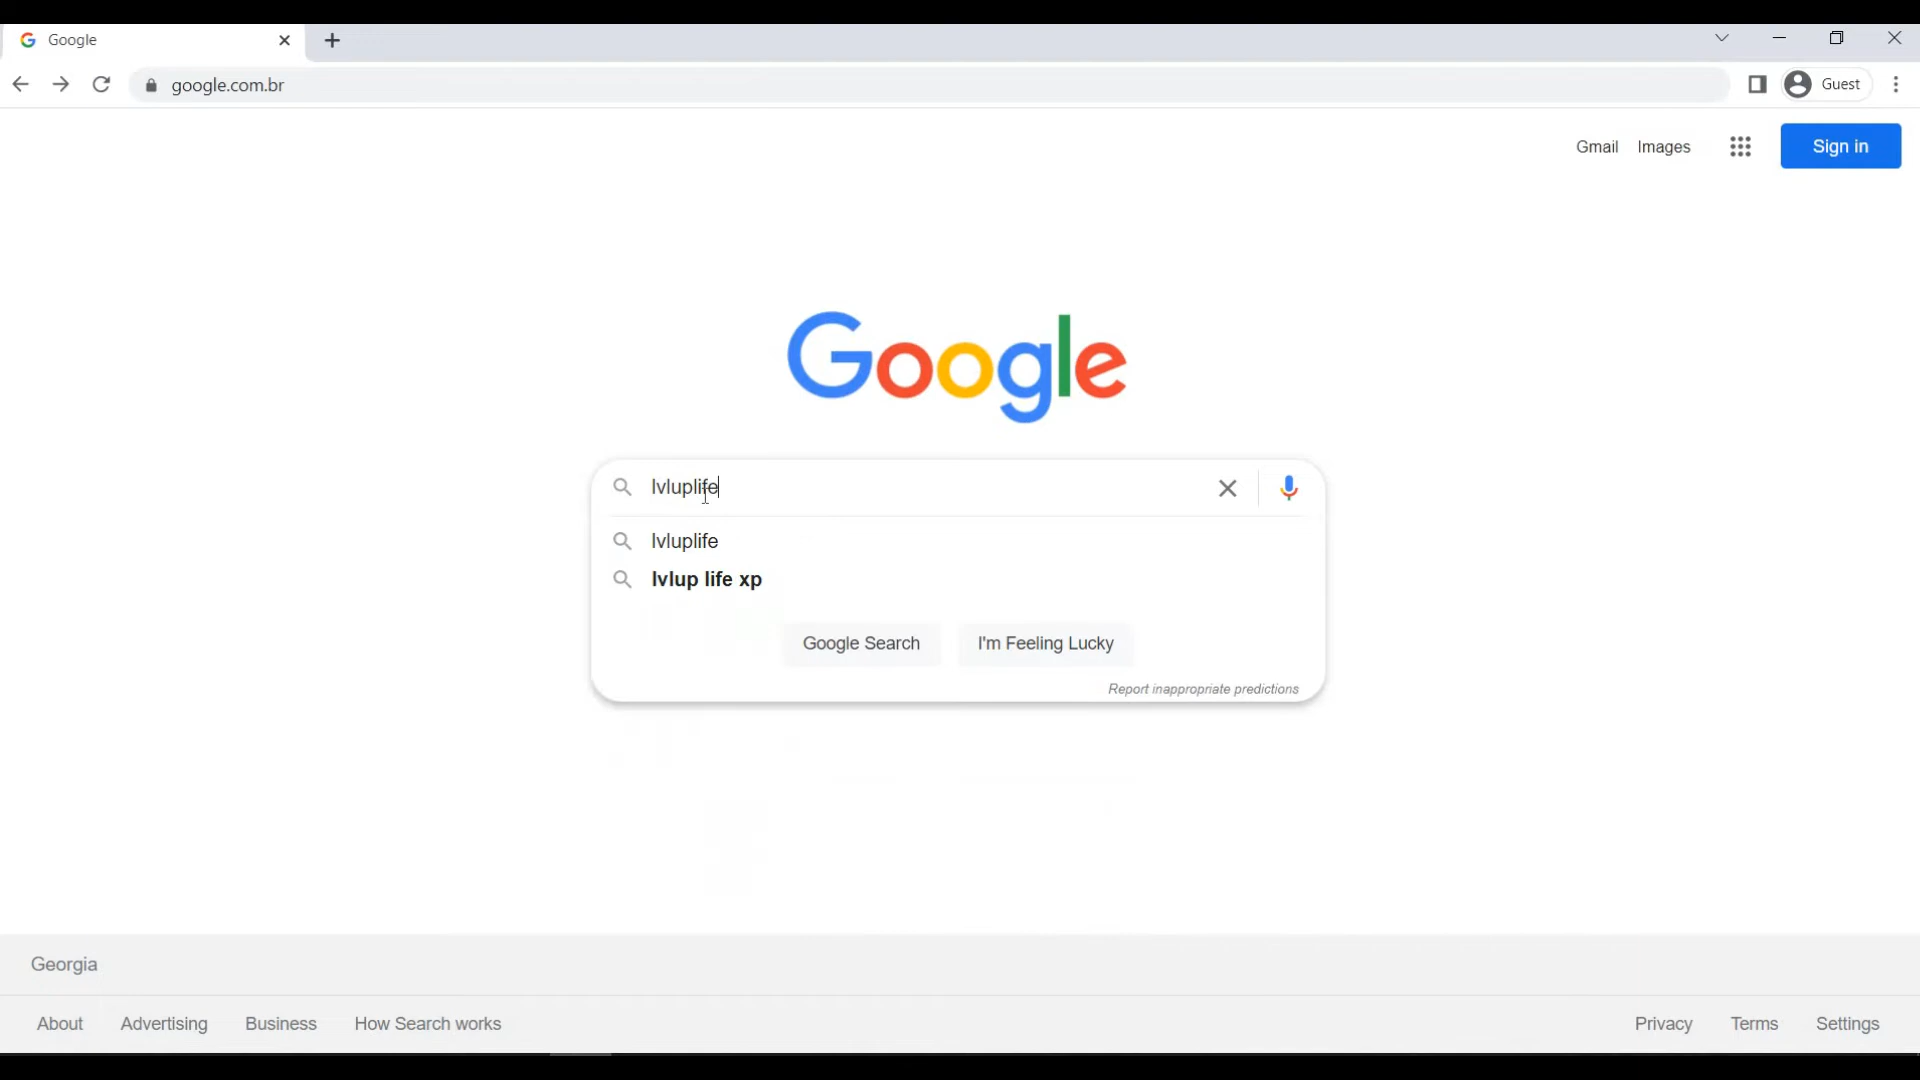 Google
google.com.br
Guest
Gmail Images
Sign in
Google
lvluplife
lvluplife
lvlup life xp
Google Search I'm Feeling Lucky
Report inappropriate predictions
Georgia
About Advertising Business How Search works Privacy Terms Settings